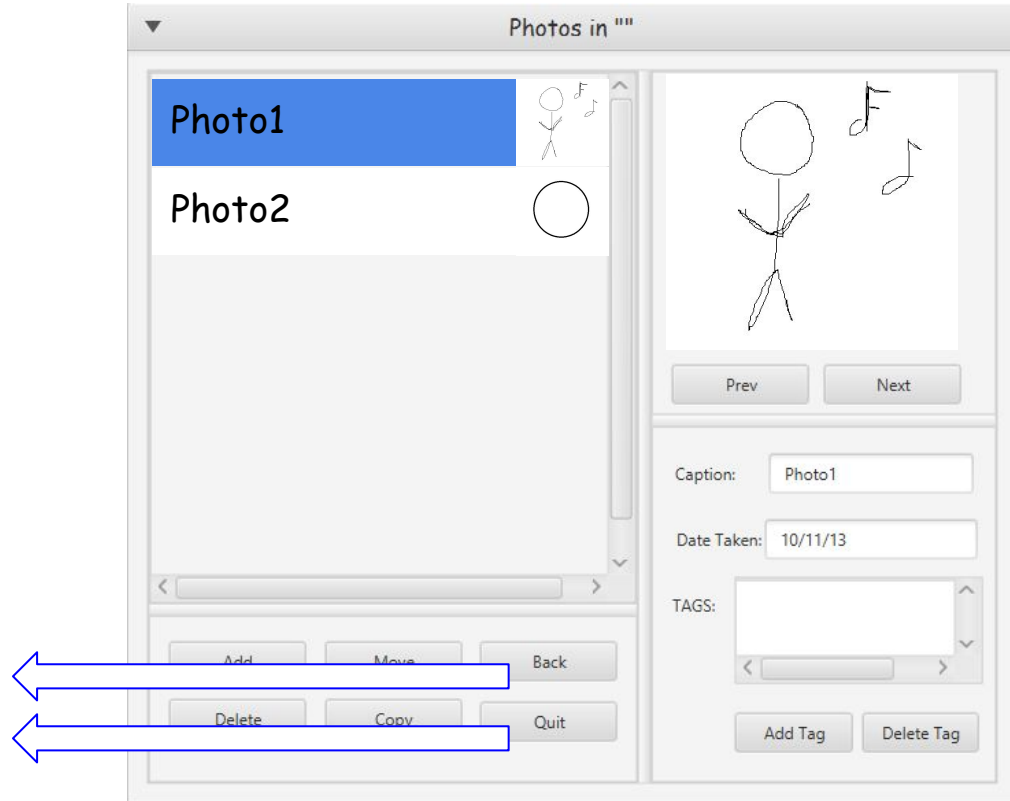 Photos in ""
Photo1
Photo2
Prev Next
Caption: Photo1
Date Taken: 10/11/13
TAGS:
Add Move Back
Delete Copy Quit
Add Tag Delete Tag